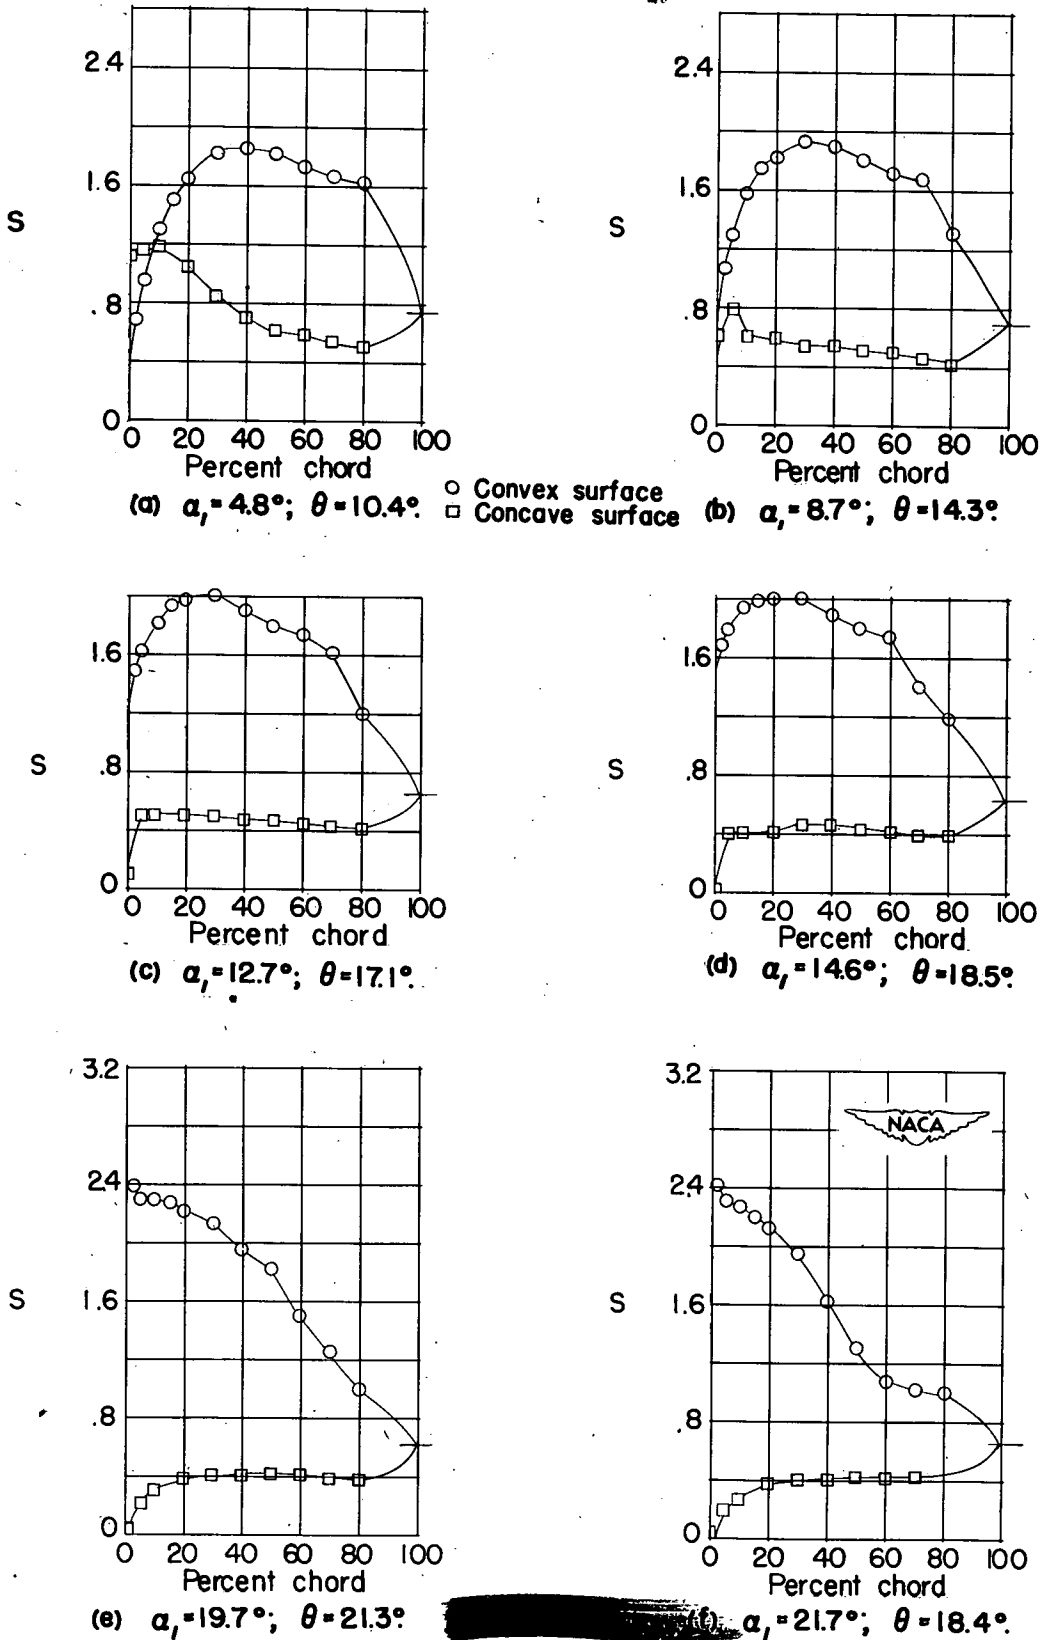 2.4
1.6
S
.8
0
0 20 40 60 80 100
Percent chord
(a) α₁=4.8°; θ=10.4°.
2.4
1.6
S
.8
0
0 20 40 60 80 100
Percent chord
(b) α₁=8.7°; θ=14.3°.
○ Convex surface
□ Concave surface
1.6
S
.8
0
0 20 40 60 80 100
Percent chord
(c) α₁=12.7°; θ=17.1°.
1.6
S
.8
0
0 20 40 60 80 100
Percent chord
(d) α₁=14.6°; θ=18.5°.
3.2
2.4
1.6
S
.8
0
0 20 40 60 80 100
Percent chord
(e) α₁=19.7°; θ=21.3°.
3.2
NACA
2.4
1.6
S
.8
0
0 20 40 60 80 100
Percent chord
(f) α₁=21.7°; θ=18.4°.